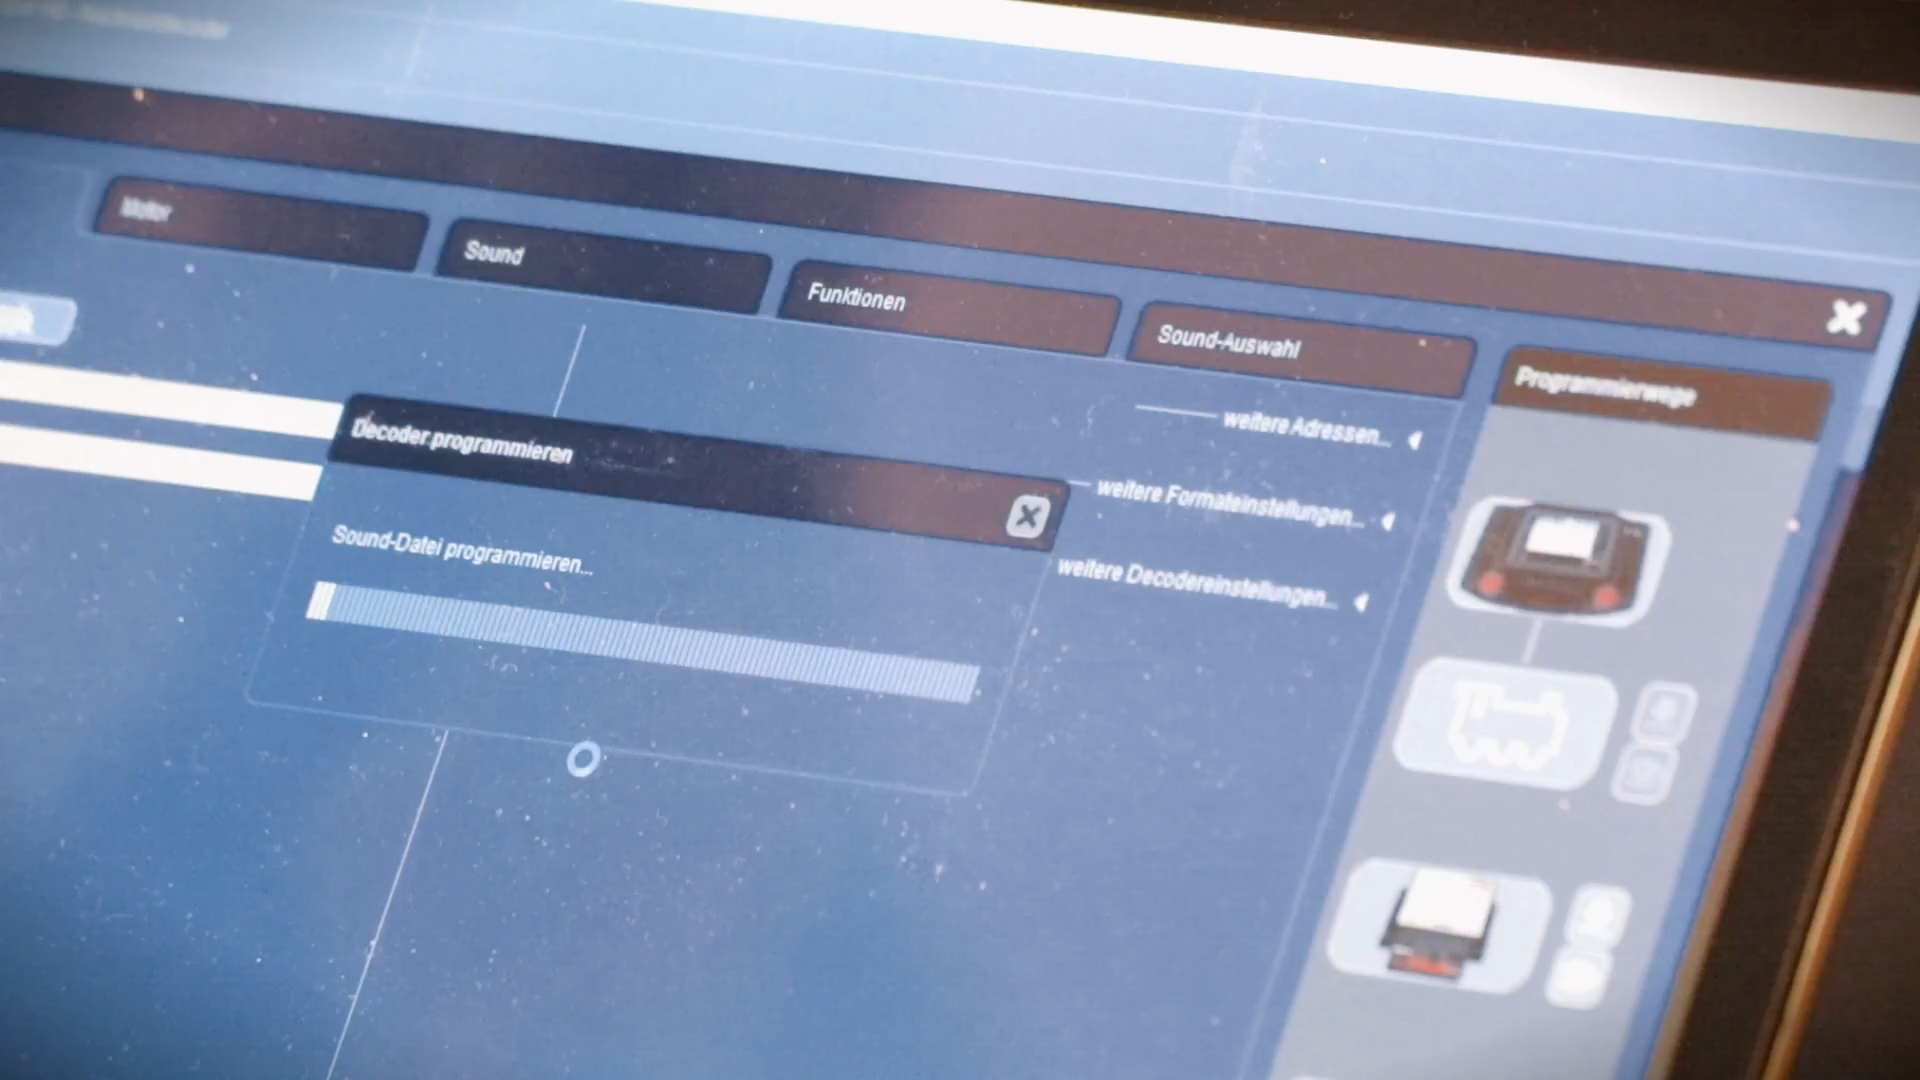 Motor
Sound
Funktionen
Sound-Auswahl
Programmierwege
weitere Adressen...
Decoder programmieren
weitere Formateinstellungen...
Sound-Datei programmieren...
weitere Decodereinstellungen...